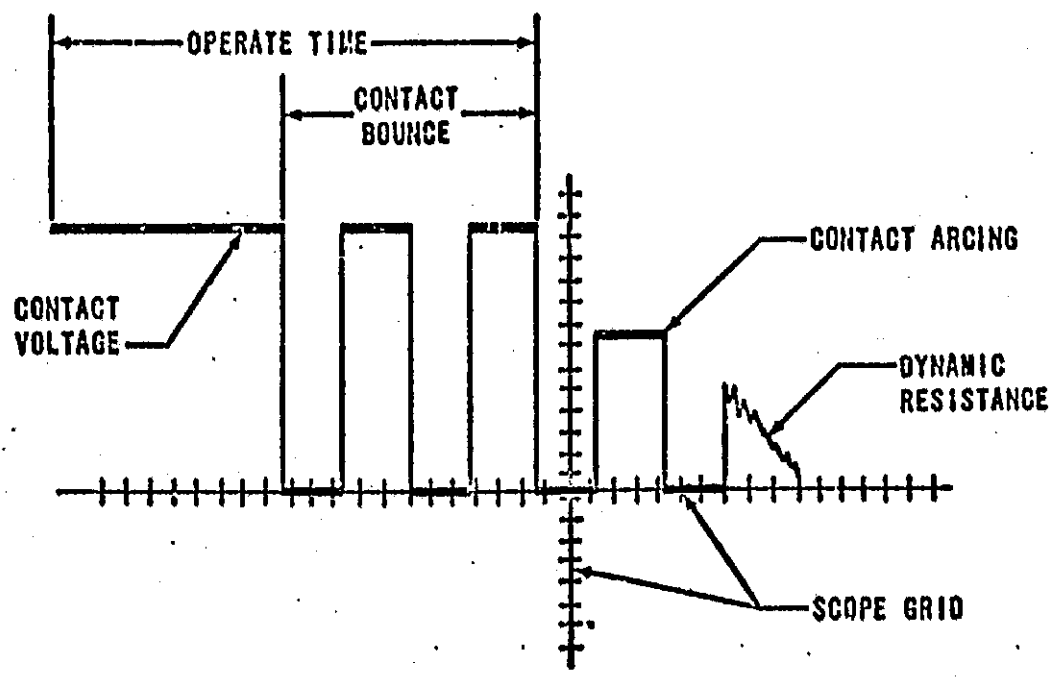 OPERATE TIME
CONTACT
BOUNCE
CONTACT ARCING
CONTACT
VOLTAGE
DYNAMIC
RESISTANCE
SCOPE GRID